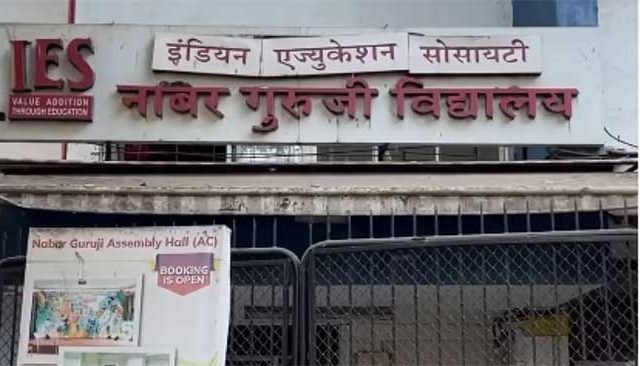 इंडियन एज्युकेशन सोसायटी
IES
VALUE ADDITION
THROUGH EDUCATION
नाबर गुरुजी विद्यालय
Nabar Guruji Assembly Hall (AC)
BOOKING
IS OPEN